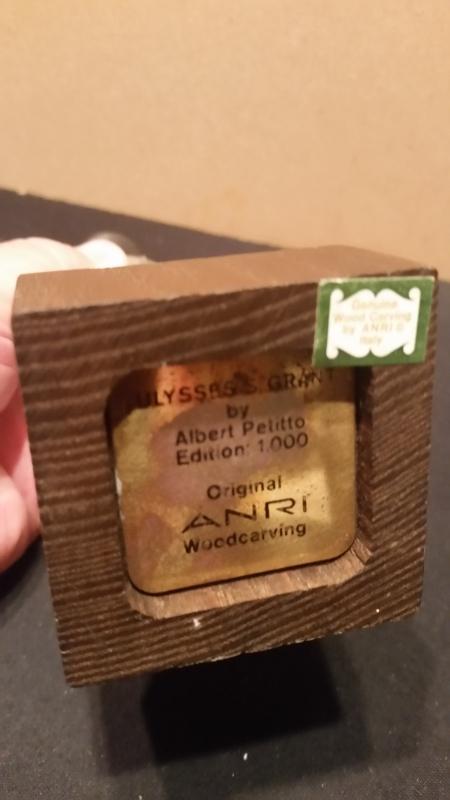 Genuine
Wood Carving
by ANRI ©
Italy
ULYSSES S. GRANT
by
Albert Petitto
Edition: 1.000
Original
ANRI
Woodcarving